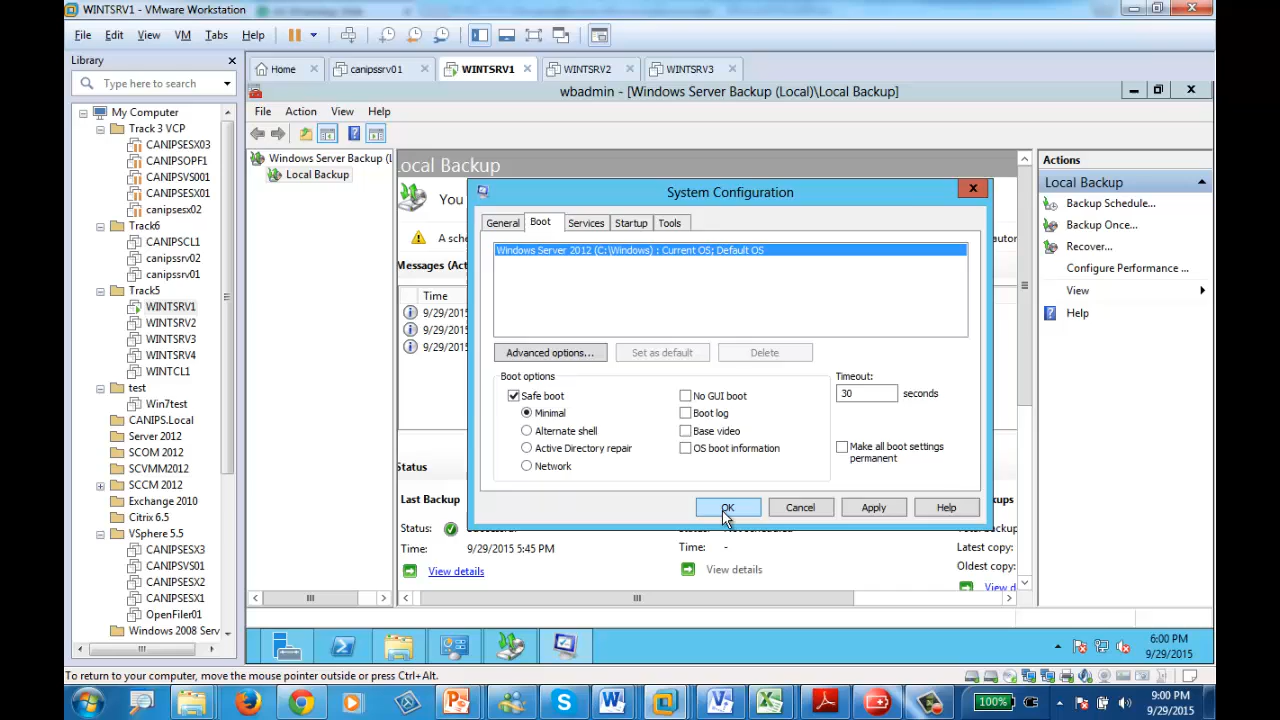 WINTSRV1 - VMware Workstation
File Edit View VM Tabs Help
Library
Type here to search
My Computer
Track 3 VCP
CANIPSESX03
CANIPSOPF1
CANIPSVS001
CANIPSESX01
canipsesx02
Track6
CANIPSCL1
canipssrv02
canipssrv01
Track5
WINTSRV1
WINTSRV2
WINTSRV3
WINTSRV4
WINTCL1
test
Win7test
CANIPS.Local
Server 2012
SCOM 2012
SCVMM2012
SCCM 2012
Exchange 2010
Citrix 6.5
VSphere 5.5
CANIPSESX3
CANIPSVS01
CANIPSESX2
CANIPSESX1
OpenFiler01
Windows 2008 Serv
Home canipssrv01 WINTSRV1 WINTSRV2 WINTSRV3
wbadmin - [Windows Server Backup (Local)\Local Backup]
File Action View Help
Windows Server Backup (L
Local Backup
Local Backup
You
A sche
Messages (Act
Time
9/29/2015
9/29/2015
9/29/2015
Status
Last Backup
Status:
Time: 9/29/2015 5:45 PM
View details
Time: -
View details
Latest copy:
Oldest copy:
View d
System Configuration
General Boot Services Startup Tools
Windows Server 2012 (C:\Windows) : Current OS; Default OS
Advanced options... Set as default Delete
Boot options
Safe boot
Minimal
Alternate shell
Active Directory repair
Network
No GUI boot
Boot log
Base video
OS boot information
Timeout:
30 seconds
Make all boot settings
permanent
OK Cancel Apply Help
Actions
Local Backup
Backup Schedule...
Backup Once...
Recover...
Configure Performance ...
View
Help
6:00 PM
9/29/2015
To return to your computer, move the mouse pointer outside or press Ctrl+Alt.
100%
9:00 PM
9/29/2015